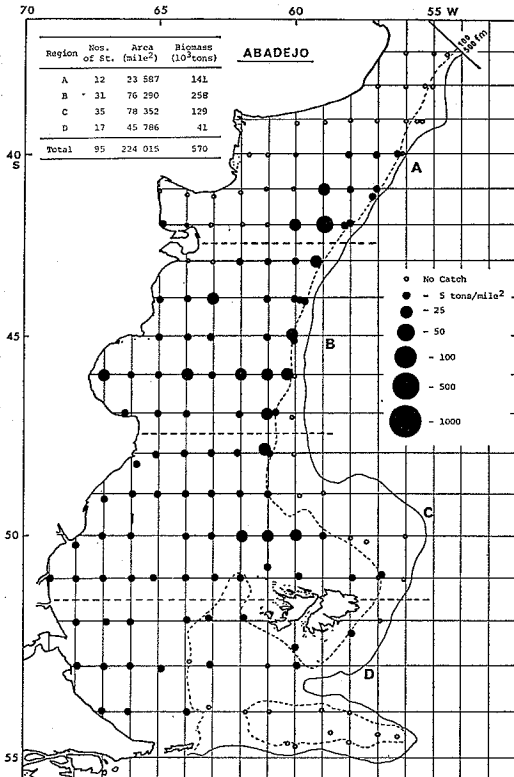 70 65 60 55 W
ABADEJO
Region Nos. of St. Area (mile²) Biomass (10³tons)
A 12 23 587 141
B 31 76 290 258
C 35 78 352 129
D 17 45 786 41
Total 95 224 015 570
100
500 fm
40
S
A
No Catch
- 5 tons/mile²
~ 25
- 50
- 100
- 500
- 1000
45
B
C
50
D
55